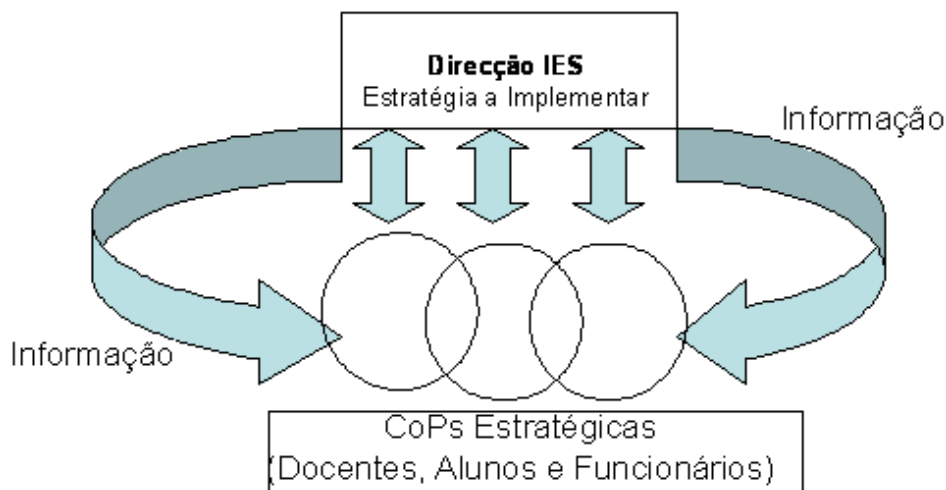 Direcção IES
Estratégia a Implementar
Informação
Informação
CoPs Estratégicas
(Docentes, Alunos e Funcionários)